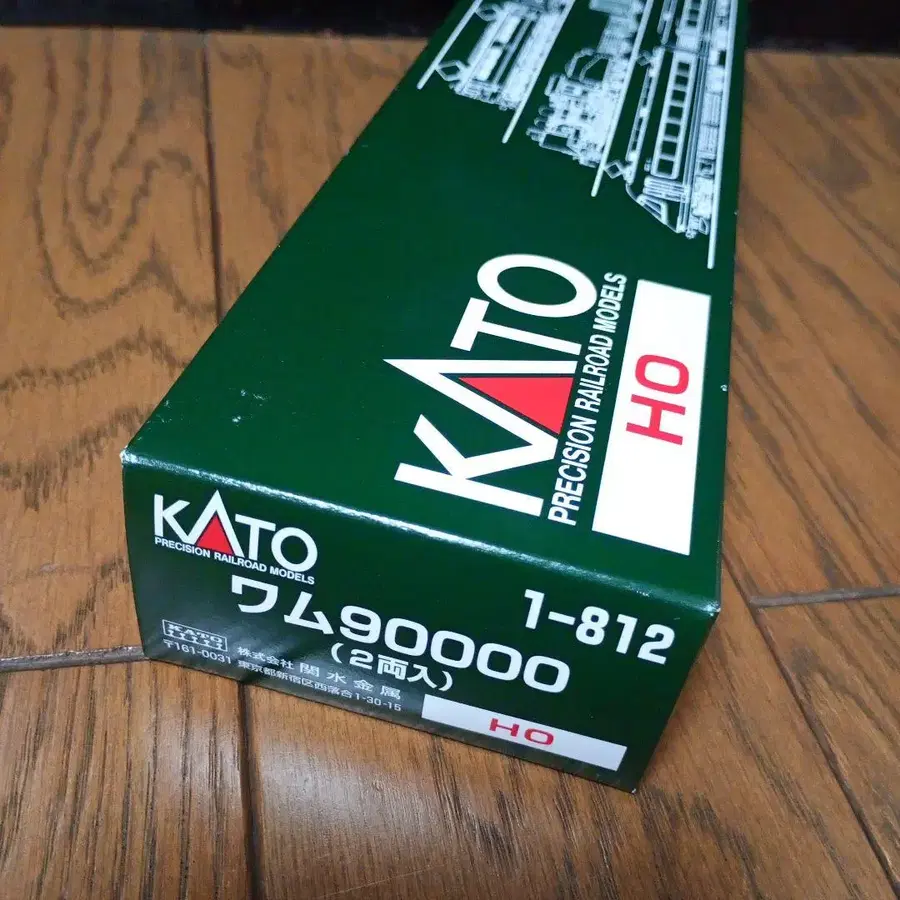 KATO
PRECISION RAILROAD MODELS
HO
KATO
PRECISION RAILROAD MODELS
1-812
ワム90000
(2両入)
KATO
株式会社 関水金属
〒161-0031 東京都新宿区西落合1-30-15
HO